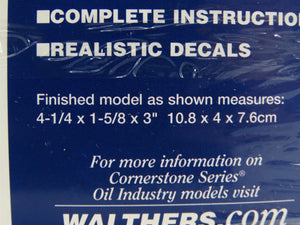 ■COMPLETE INSTRUCTIO
■REALISTIC DECALS
Finished model as shown measures:
4-1/4 x 1-5/8 x 3" 10.8 x 4 x 7.6cm
For more information on
Cornerstone Series®
Oil Industry models visit
WALTHERS.com